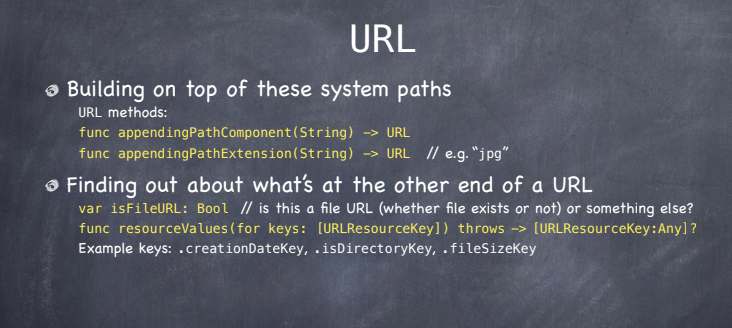 URL
Building on top of these system paths
URL methods:
func appendingPathComponent(String) -> URL
func appendingPathExtension(String) -> URL // e.g. “jpg”
Finding out about what’s at the other end of a URL
var isFileURL: Bool // is this a file URL (whether file exists or not) or something else?
func resourceValues(for keys: [URLResourceKey]) throws -> [URLResourceKey:Any]?
Example keys: .creationDateKey, .isDirectoryKey, .fileSizeKey